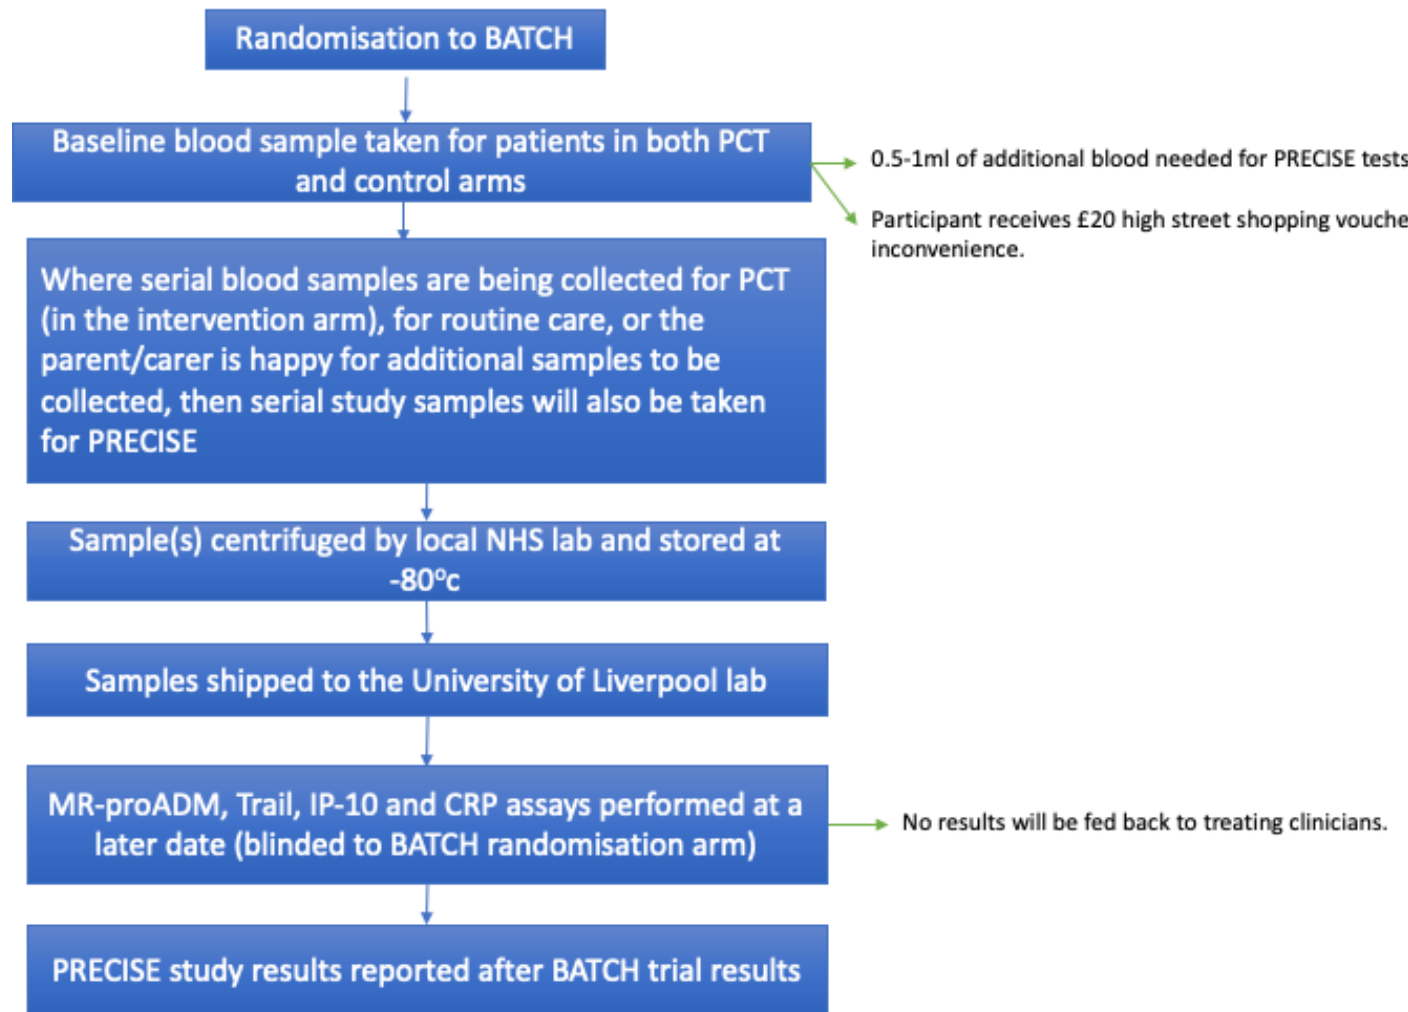 Randomisation to BATCH
Baseline blood sample taken for patients in both PCT
and control arms
0.5-1ml of additional blood needed for PRECISE tests
Participant receives £20 high street shopping vouche
inconvenience.
Where serial blood samples are being collected for PCT
(in the intervention arm), for routine care, or the
parent/carer is happy for additional samples to be
collected, then serial study samples will also be taken
for PRECISE
Sample(s) centrifuged by local NHS lab and stored at
-80ºc
Samples shipped to the University of Liverpool lab
MR-proADM, Trail, IP-10 and CRP assays performed at a
later date (blinded to BATCH randomisation arm)
No results will be fed back to treating clinicians.
PRECISE study results reported after BATCH trial results